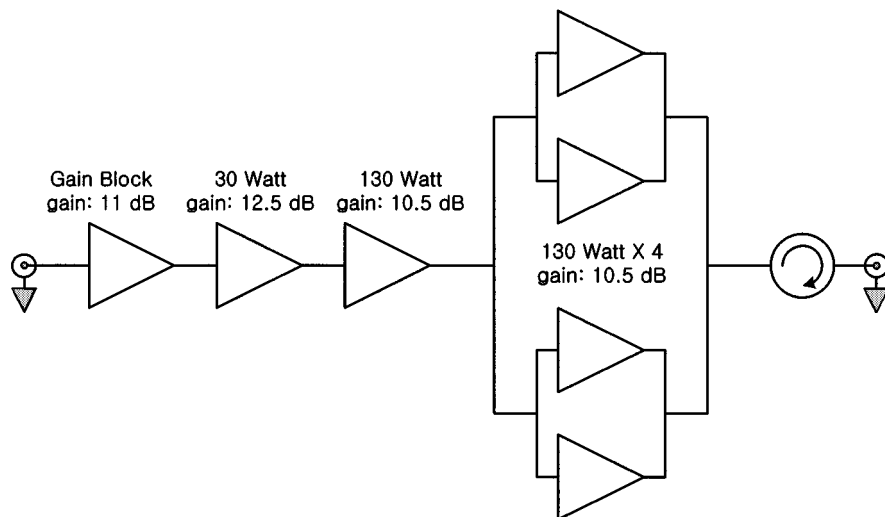 Gain Block
gain: 11 dB
30 Watt
gain: 12.5 dB
130 Watt
gain: 10.5 dB
130 Watt X 4
gain: 10.5 dB